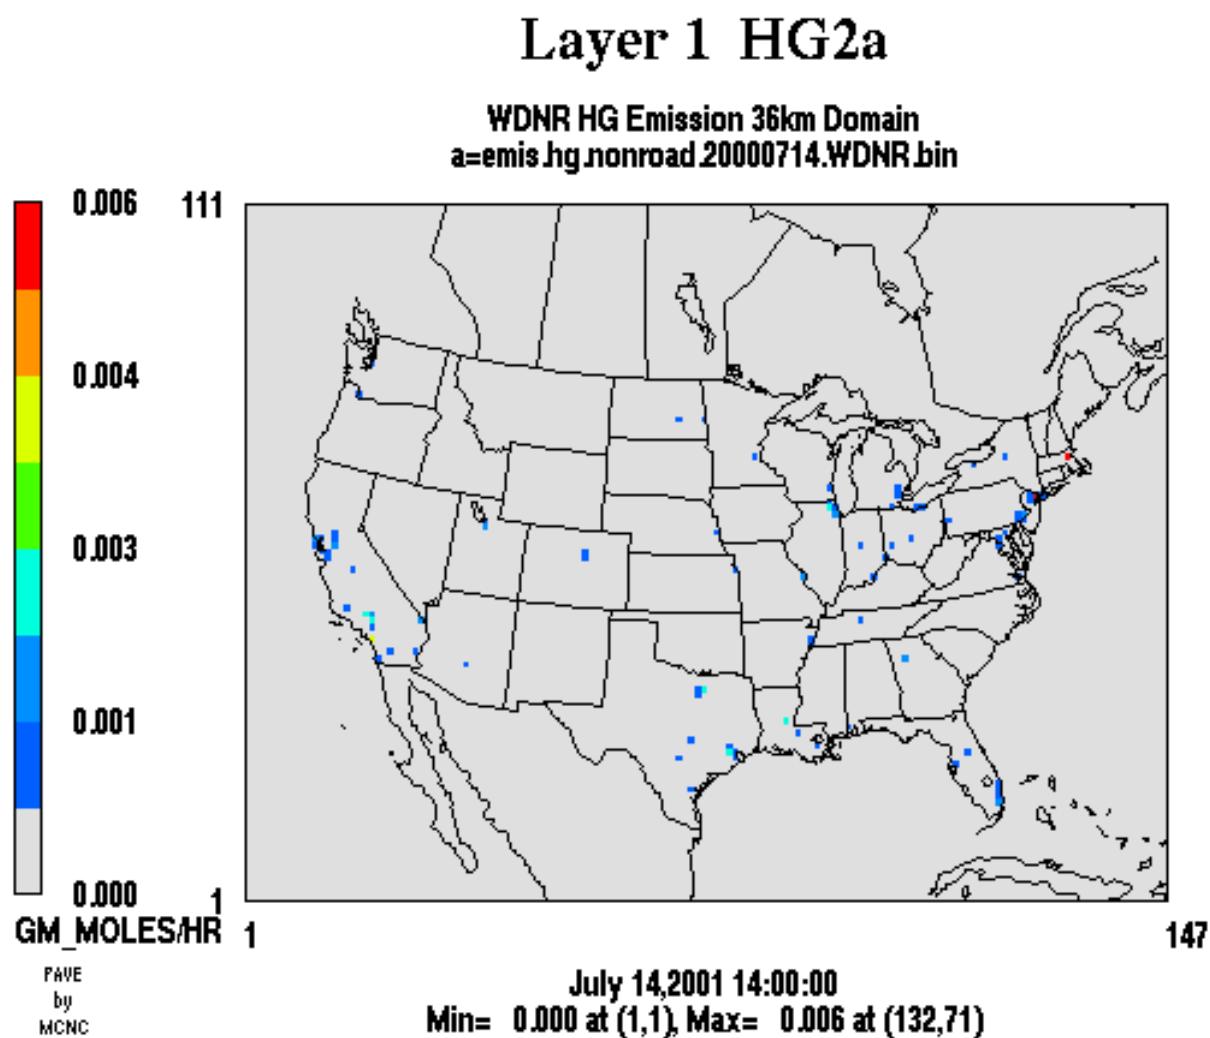 Layer 1 HG2a
WDNR HG Emission 36km Domain
a=emis.hg.nonroad.20000714.WDNR.bin
0.006
0.004
0.003
0.001
0.000
GM_MOLES/HR
PAVE
by
MCNC
111
1
1
147
July 14,2001 14:00:00
Min= 0.000 at (1,1), Max= 0.006 at (132,71)